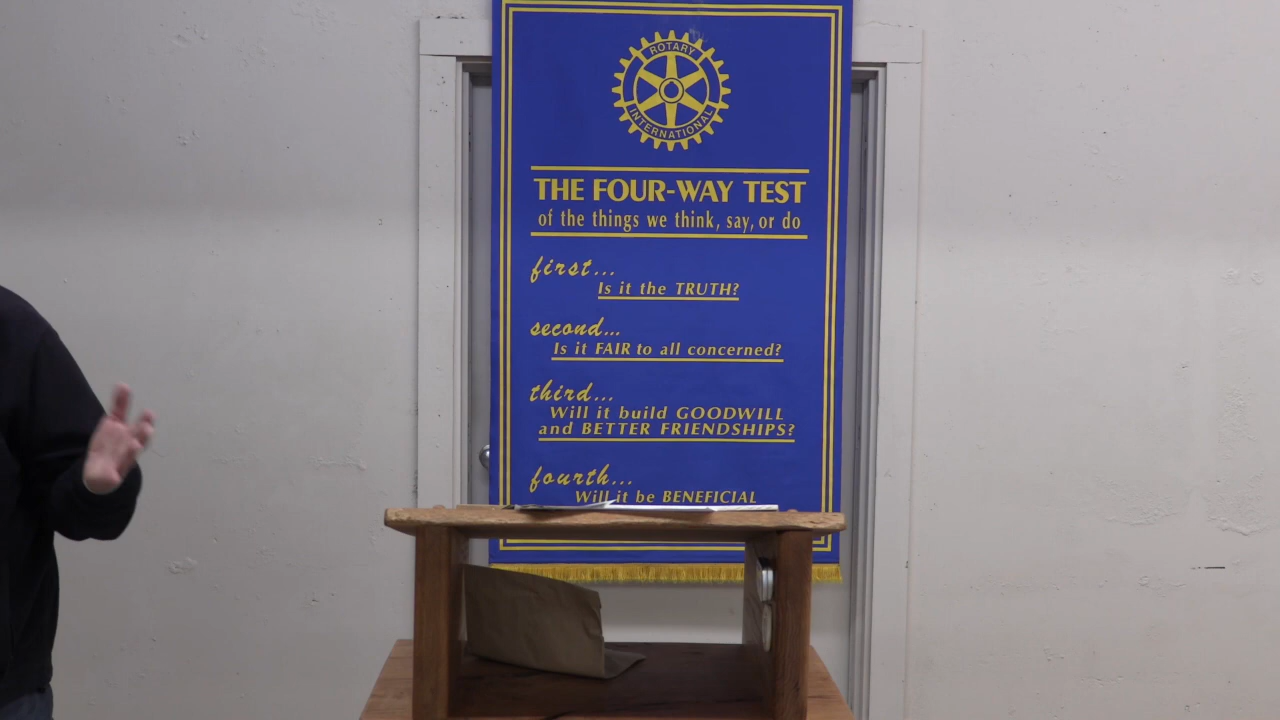 ROTARY
INTERNATIONAL
THE FOUR-WAY TEST
of the things we think, say, or do
first...
Is it the TRUTH?
second...
Is it FAIR to all concerned?
third...
Will it build GOODWILL
and BETTER FRIENDSHIPS?
fourth...
Will it be BENEFICIAL